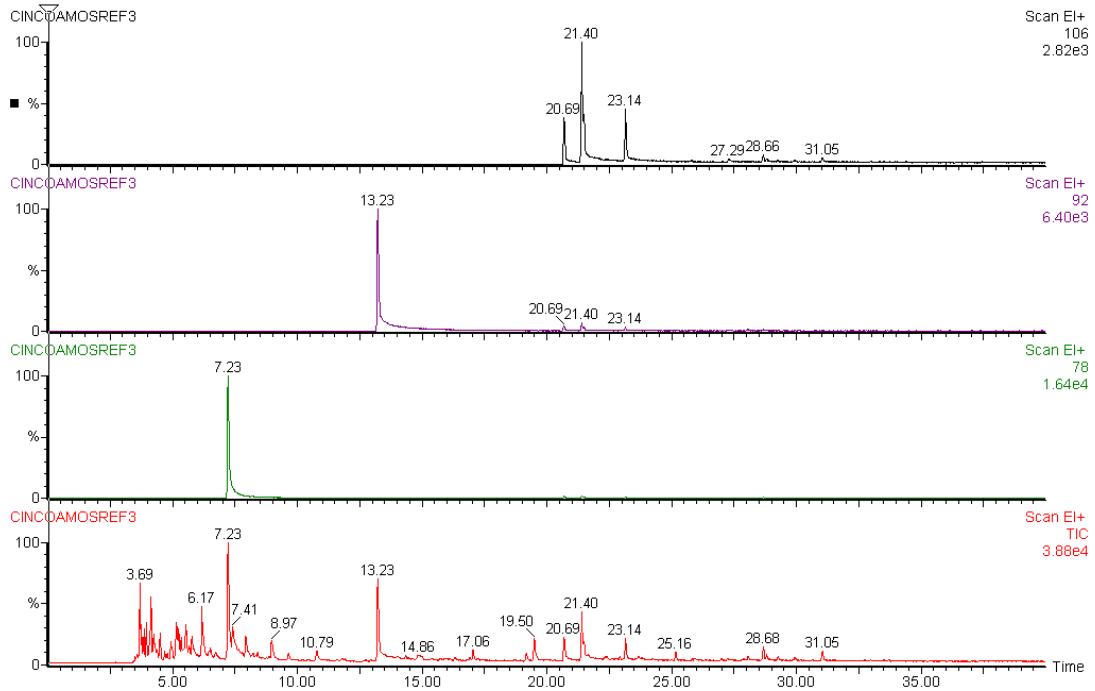 CINCOAMOSREF3
Scan EI+
106
2.82e3
100
%
0
20.69
21.40
23.14
27.29
28.66
31.05
CINCOAMOSREF3
Scan EI+
92
6.40e3
100
%
0
13.23
20.69
21.40
23.14
CINCOAMOSREF3
Scan EI+
78
1.64e4
100
%
0
7.23
CINCOAMOSREF3
Scan EI+
TIC
3.88e4
100
%
0
3.69
6.17
7.23
7.41
8.97
10.79
13.23
14.86
17.06
19.50
20.69
21.40
23.14
25.16
28.68
31.05
Time
5.00 10.00 15.00 20.00 25.00 30.00 35.00